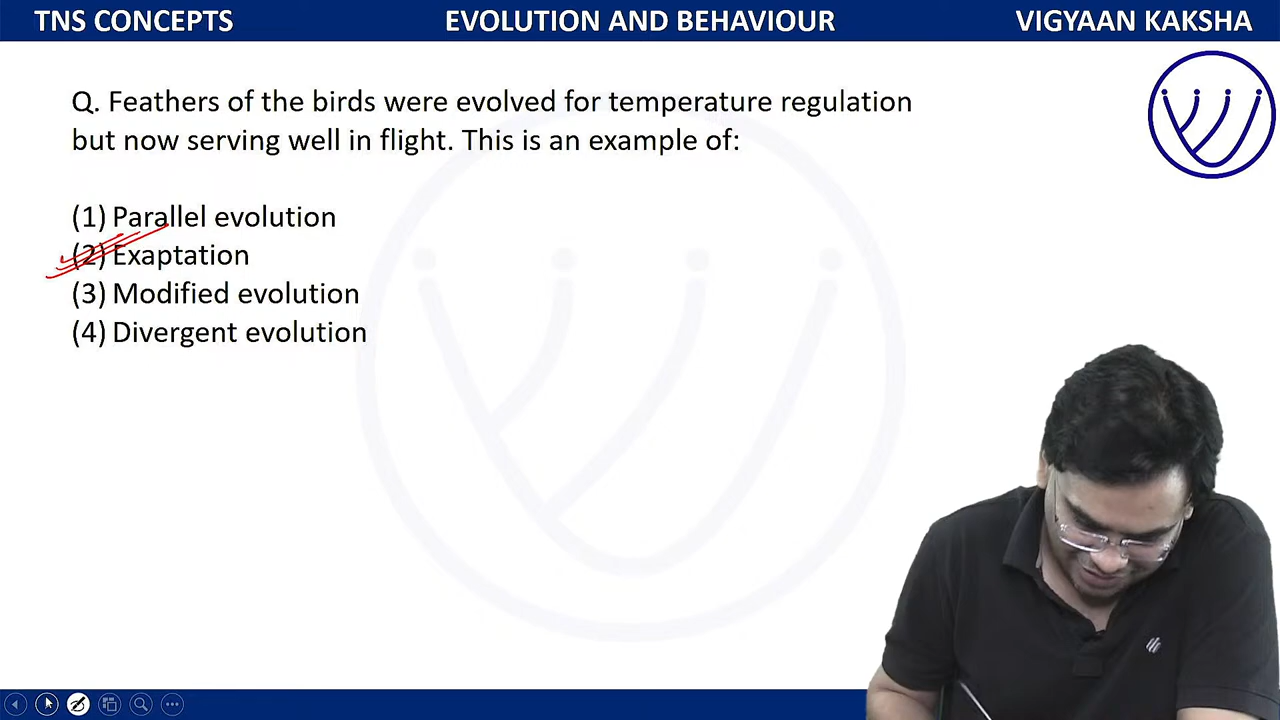 TNS CONCEPTS EVOLUTION AND BEHAVIOUR VIGYAAN KAKSHA
Q. Feathers of the birds were evolved for temperature regulation
but now serving well in flight. This is an example of:
(1) Parallel evolution
(2) Exaptation
(3) Modified evolution
(4) Divergent evolution